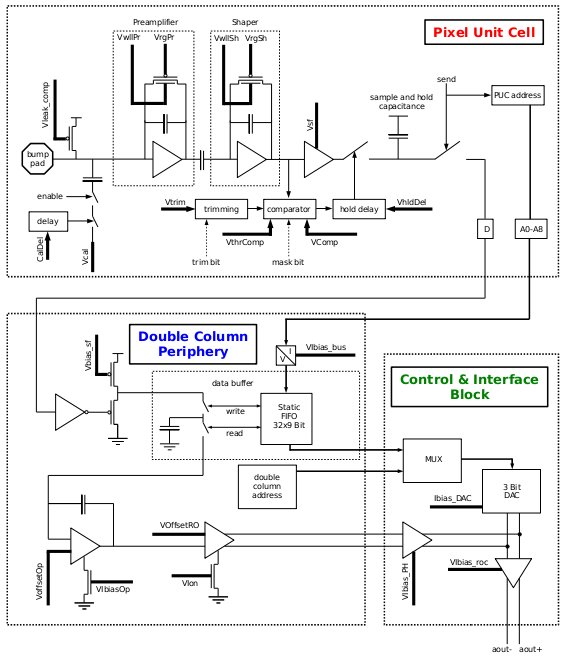 Preamplifier
Shaper
VwllPr
VrgPr
VwllSh
VrgSh
Pixel Unit Cell
Vleak_comp
Vsf
sample and hold
capacitance
send
PUC address
bump
pad
enable
delay
CalDel
Vcal
Vtrim
trimming
comparator
hold delay
VhldDel
VthrComp
VComp
trim bit
mask bit
D
A0-A8
Double Column
Periphery
Vbias_sf
I
V
VIbias_bus
data buffer
write
read
Static
FIFO
32x9 Bit
double
column
address
Control & Interface
Block
MUX
3 Bit
DAC
Ibias_DAC
VOffsetRO
VoffsetOp
VIbiasOp
VIon
VIbias_PH
VIbias_roc
aout-
aout+